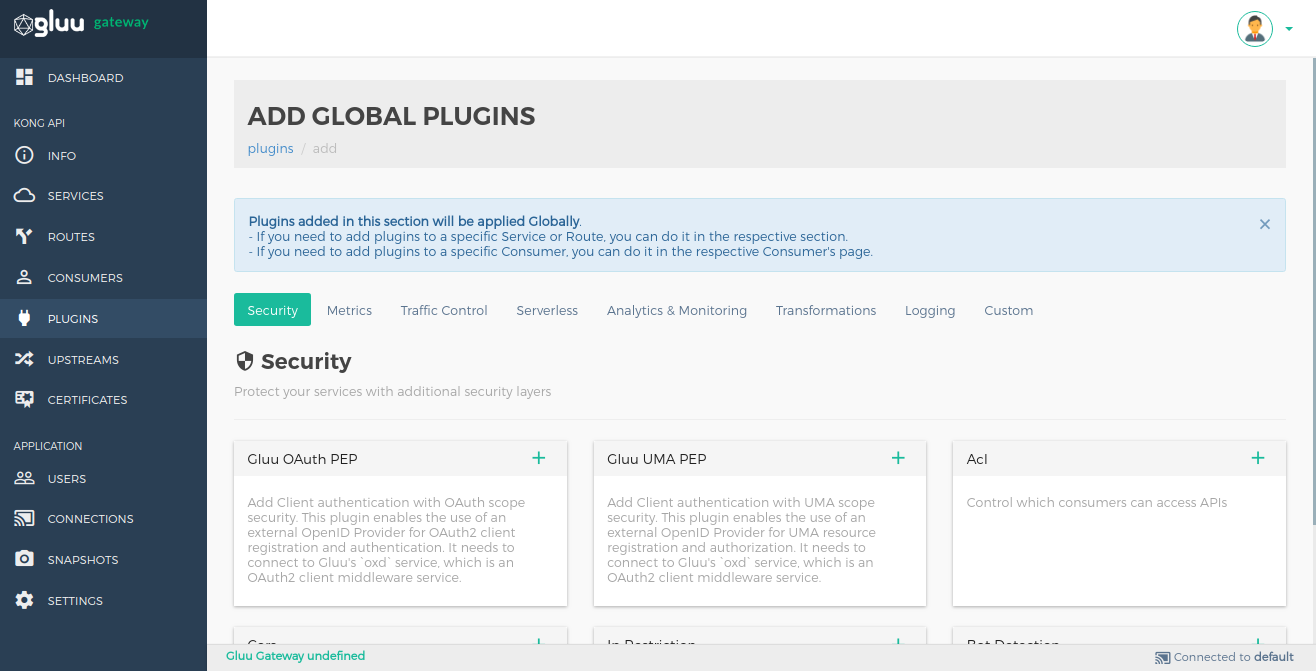 gluu gateway
DASHBOARD
KONG API
INFO
SERVICES
ROUTES
CONSUMERS
PLUGINS
UPSTREAMS
CERTIFICATES
APPLICATION
USERS
CONNECTIONS
SNAPSHOTS
SETTINGS
ADD GLOBAL PLUGINS
plugins / add
Plugins added in this section will be applied Globally.
- If you need to add plugins to a specific Service or Route, you can do it in the respective section.
- If you need to add plugins to a specific Consumer, you can do it in the respective Consumer's page.
Security Metrics Traffic Control Serverless Analytics & Monitoring Transformations Logging Custom
Security
Protect your services with additional security layers
Gluu OAuth PEP
Add Client authentication with OAuth scope
security. This plugin enables the use of an
external OpenID Provider for OAuth2 client
registration and authentication. It needs to
connect to Gluu's `oxd` service, which is an
OAuth2 client middleware service.
Gluu UMA PEP
Add Client authentication with UMA scope
security. This plugin enables the use of an
external OpenID Provider for UMA resource
registration and authorization. It needs to
connect to Gluu's `oxd` service, which is an
OAuth2 client middleware service.
Acl
Control which consumers can access APIs
Cors
Ip Restriction
Bot Detection
Gluu Gateway undefined
Connected to default